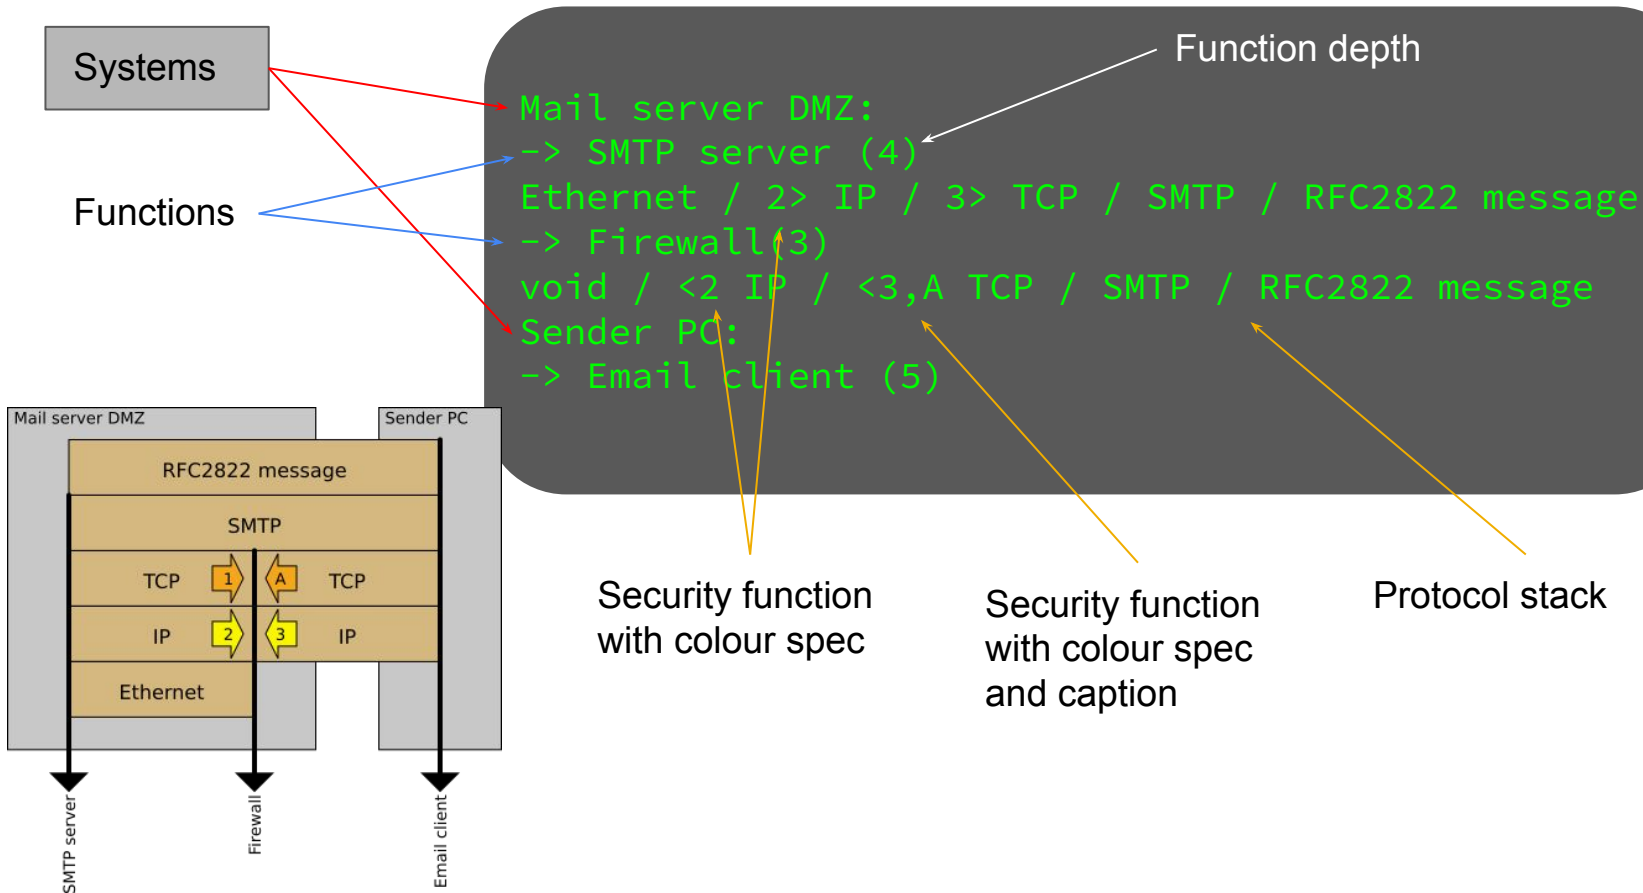 Systems
Function depth
Mail server DMZ:
-> SMTP server (4)
Ethernet / 2> IP / 3> TCP / SMTP / RFC2822 message
Functions
-> Firewall(3)
void / <2 IP / <3,A TCP / SMTP / RFC2822 message
Sender PC:
-> Email client (5)
Mail server DMZ
Sender PC
RFC2822 message
SMTP
TCP 1 A TCP
IP 2 3 IP
Ethernet
SMTP server
Firewall
Email client
Security function
with colour spec
Security function
with colour spec
and caption
Protocol stack